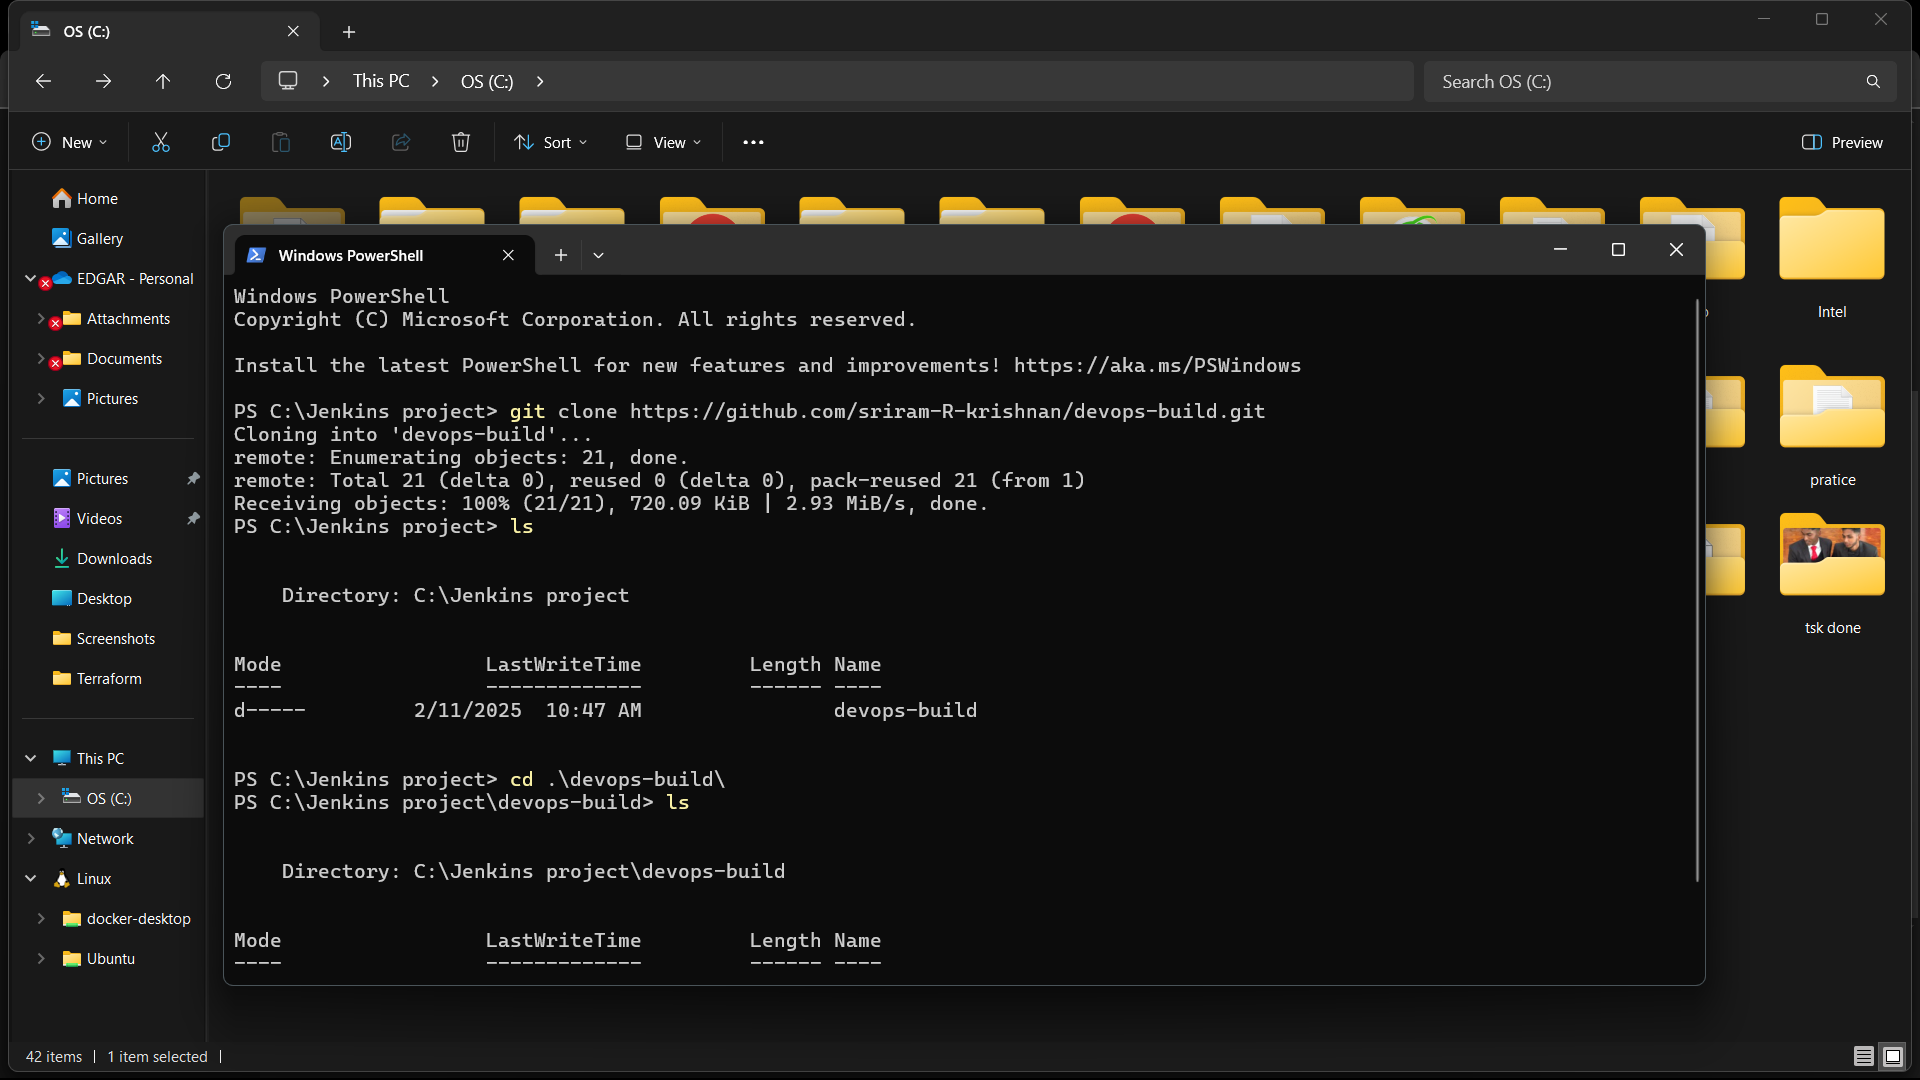 OS (C:)
This PC
OS (C:)
Search OS (C:)
New
Sort
View
Preview
Home
Gallery
EDGAR - Personal
Attachments
Documents
Pictures
Pictures
Videos
Downloads
Desktop
Screenshots
Terraform
This PC
OS (C:)
Network
Linux
docker-desktop
Ubuntu
Intel
pratice
tsk done
Windows PowerShell
Windows PowerShell
Copyright (C) Microsoft Corporation. All rights reserved.
Install the latest PowerShell for new features and improvements! https://aka.ms/PSWindows
PS C:\Jenkins project> git clone https://github.com/sriram-R-krishnan/devops-build.git
Cloning into 'devops-build'...
remote: Enumerating objects: 21, done.
remote: Total 21 (delta 0), reused 0 (delta 0), pack-reused 21 (from 1)
Receiving objects: 100% (21/21), 720.09 KiB | 2.93 MiB/s, done.
PS C:\Jenkins project> ls
Directory: C:\Jenkins project
Mode                 LastWriteTime         Length Name
----                 -------------         ------ ----
d-----         2/11/2025  10:47 AM                devops-build
PS C:\Jenkins project> cd .\devops-build\
PS C:\Jenkins project\devops-build> ls
Directory: C:\Jenkins project\devops-build
Mode                 LastWriteTime         Length Name
----                 -------------         ------ ----
42 items | 1 item selected |